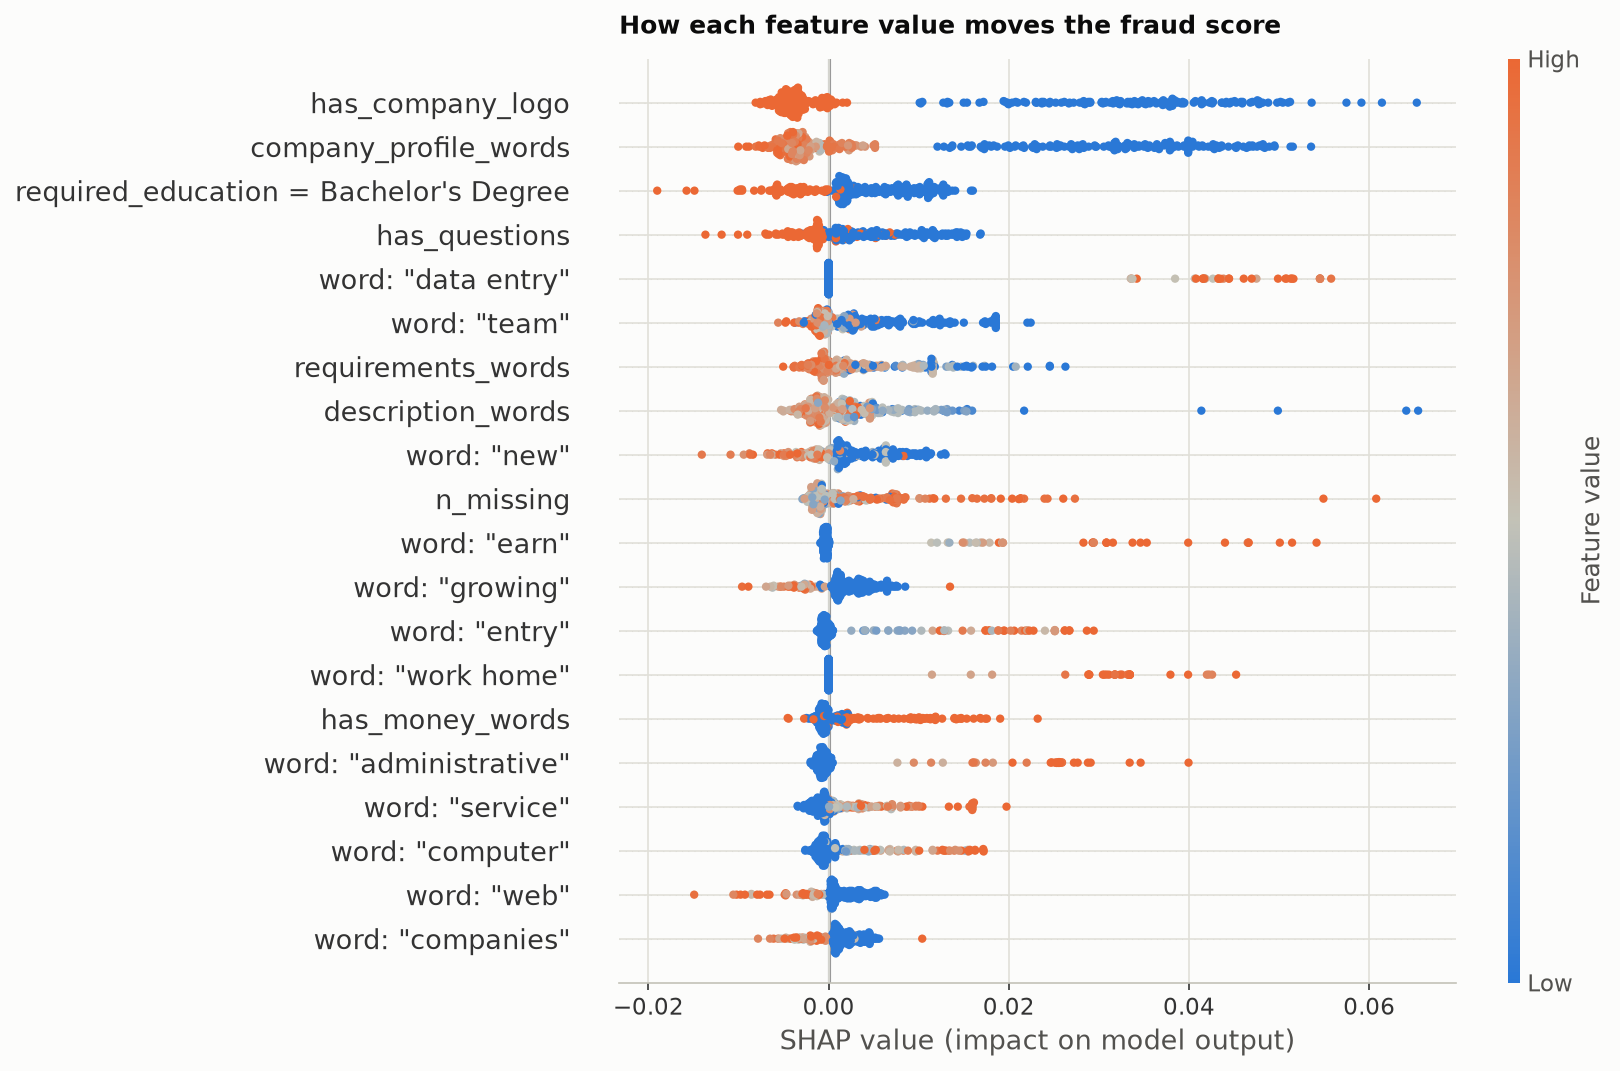 How each feature value moves the fraud score
has_company_logo
company_profile_words
required_education = Bachelor's Degree
has_questions
word: "data entry"
word: "team"
requirements_words
description_words
word: "new"
n_missing
word: "earn"
word: "growing"
word: "entry"
word: "work home"
has_money_words
word: "administrative"
word: "service"
word: "computer"
word: "web"
word: "companies"
−0.02 0.00 0.02 0.04 0.06
SHAP value (impact on model output)
High
Feature value
Low